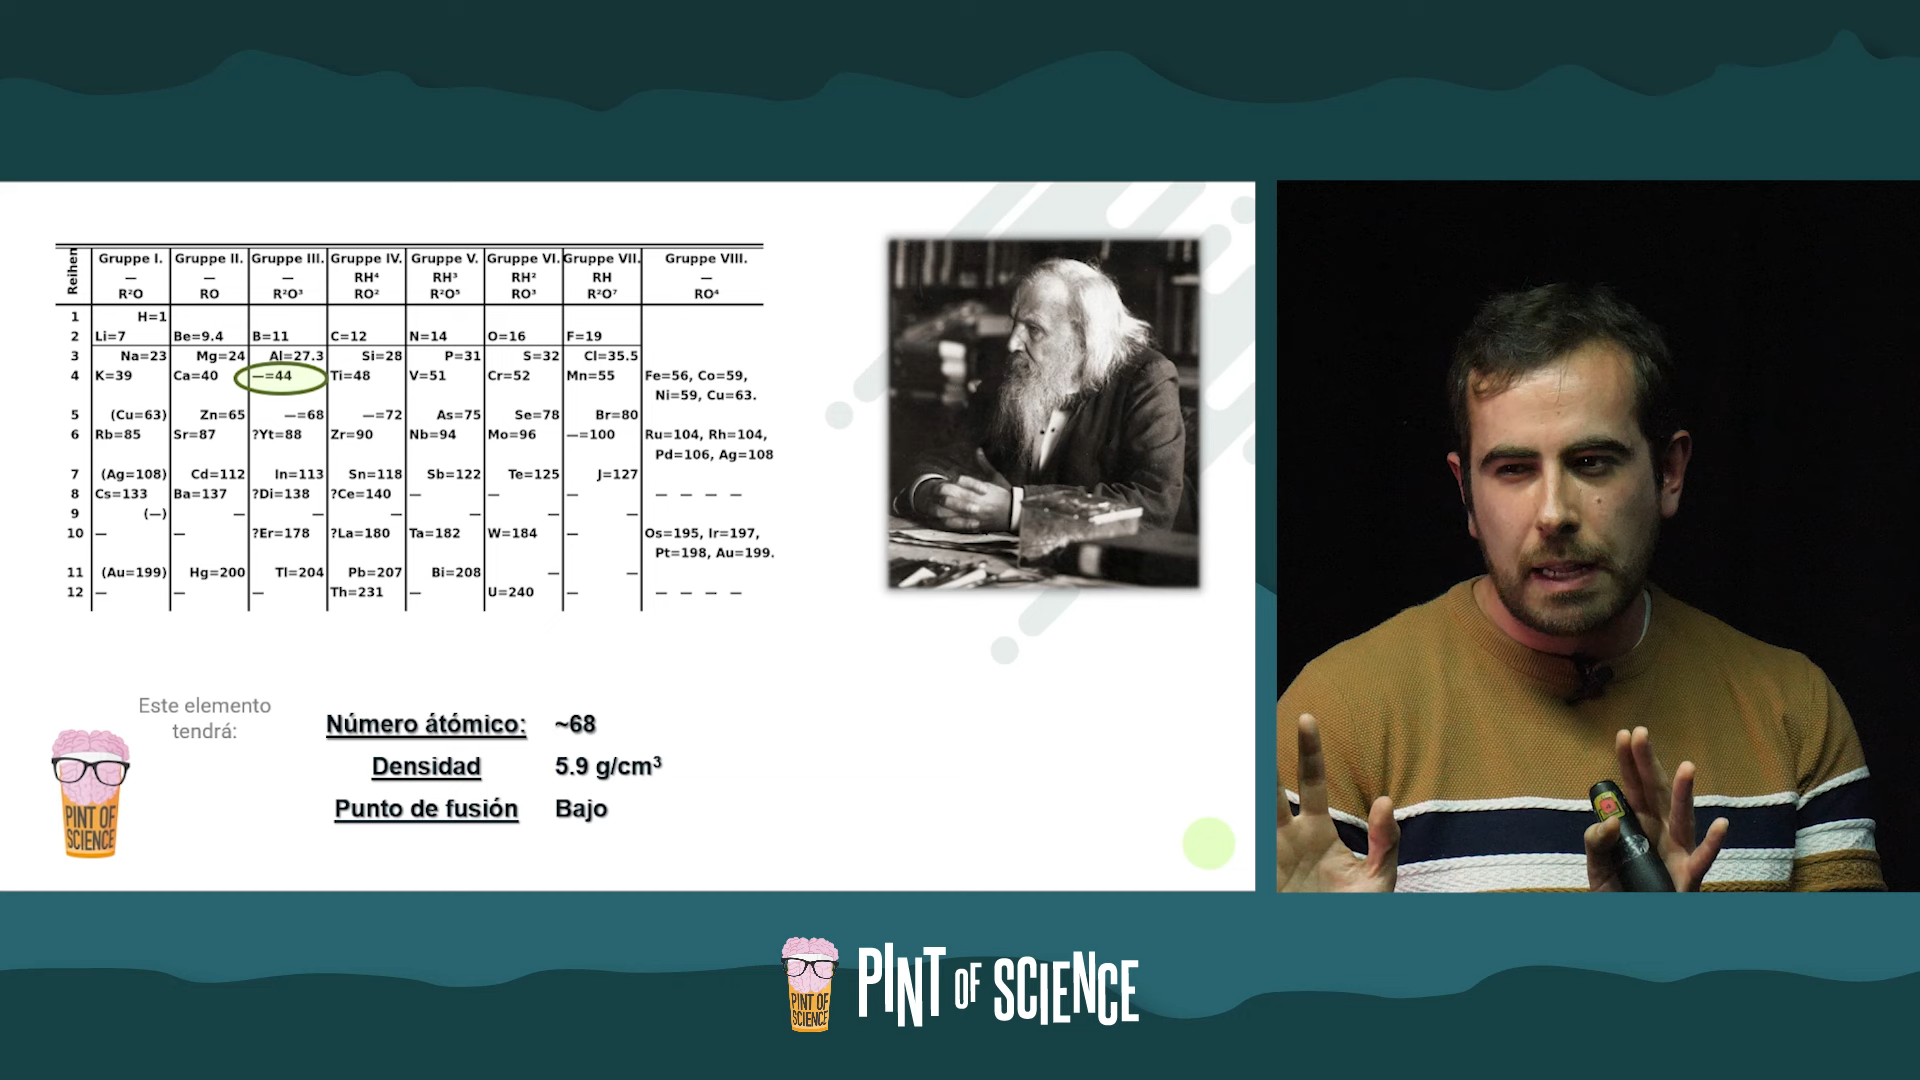 Reihen Gruppe I. Gruppe II. Gruppe III. Gruppe IV. Gruppe V. Gruppe VI. Gruppe VII. Gruppe VIII.
— — — RH⁴ RH³ RH² RH —
R²O RO R²O³ RO² R²O⁵ RO³ R²O⁷ RO⁴
1 H=1
2 Li=7 Be=9.4 B=11 C=12 N=14 O=16 F=19
3 Na=23 Mg=24 Al=27.3 Si=28 P=31 S=32 Cl=35.5
4 K=39 Ca=40 —=44 Ti=48 V=51 Cr=52 Mn=55 Fe=56, Co=59,
Ni=59, Cu=63.
5 (Cu=63) Zn=65 —=68 —=72 As=75 Se=78 Br=80
6 Rb=85 Sr=87 ?Yt=88 Zr=90 Nb=94 Mo=96 —=100 Ru=104, Rh=104,
Pd=106, Ag=108
7 (Ag=108) Cd=112 In=113 Sn=118 Sb=122 Te=125 J=127
8 Cs=133 Ba=137 ?Di=138 ?Ce=140 — — — — — — —
9 (—) — — — — — —
10 — — ?Er=178 ?La=180 Ta=182 W=184 — Os=195, Ir=197,
Pt=198, Au=199.
11 (Au=199) Hg=200 Tl=204 Pb=207 Bi=208 — —
12 — — — Th=231 — U=240 — — — — —
Este elemento
tendrá:
Número átómico: ~68
Densidad 5.9 g/cm³
Punto de fusión Bajo
PINT OF
SCIENCE
PINT OF
SCIENCE
PINT OF SCIENCE